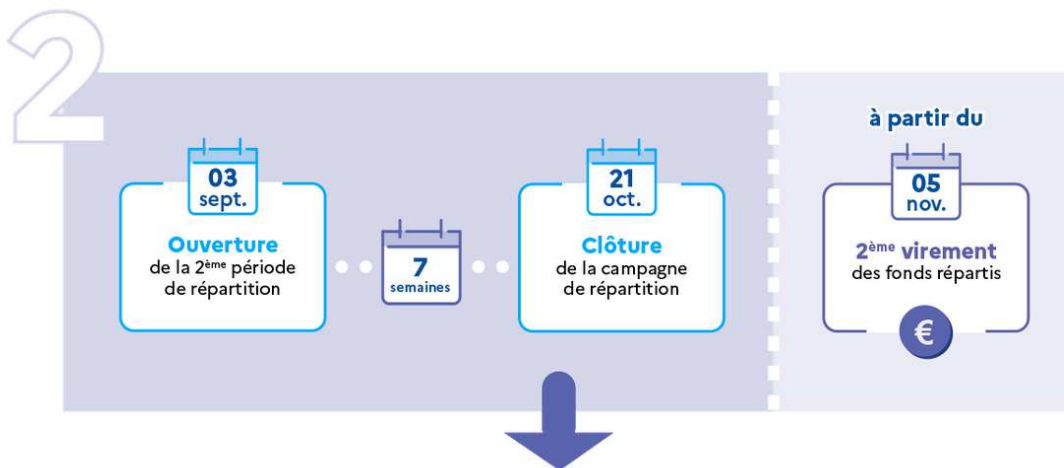 2
03
sept.
Ouverture
de la 2ème période
de répartition
7
semaines
21
oct.
Clôture
de la campagne
de répartition
à partir du
05
nov.
2ème virement
des fonds répartis
€